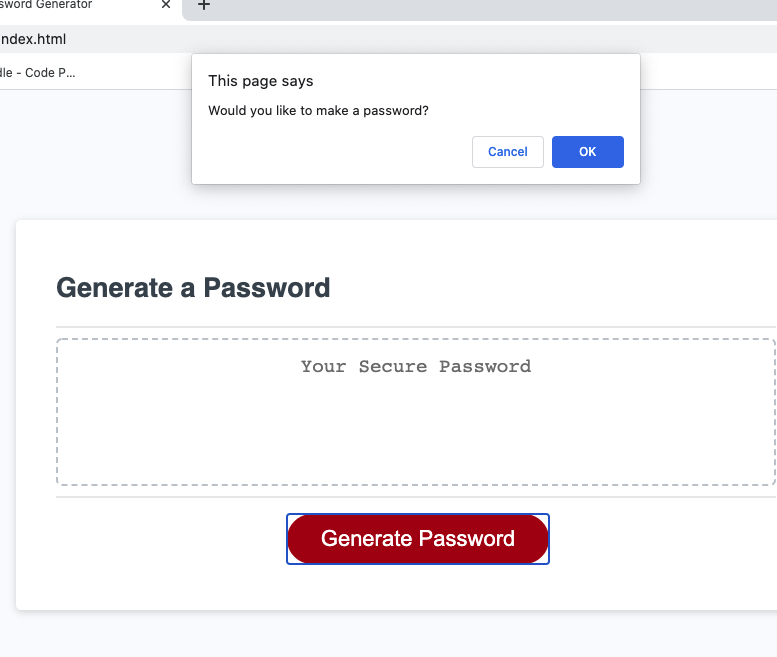 sword Generator
ndex.html
dle - Code P...
This page says
Would you like to make a password?
Cancel
OK
Generate a Password
Your Secure Password
Generate Password